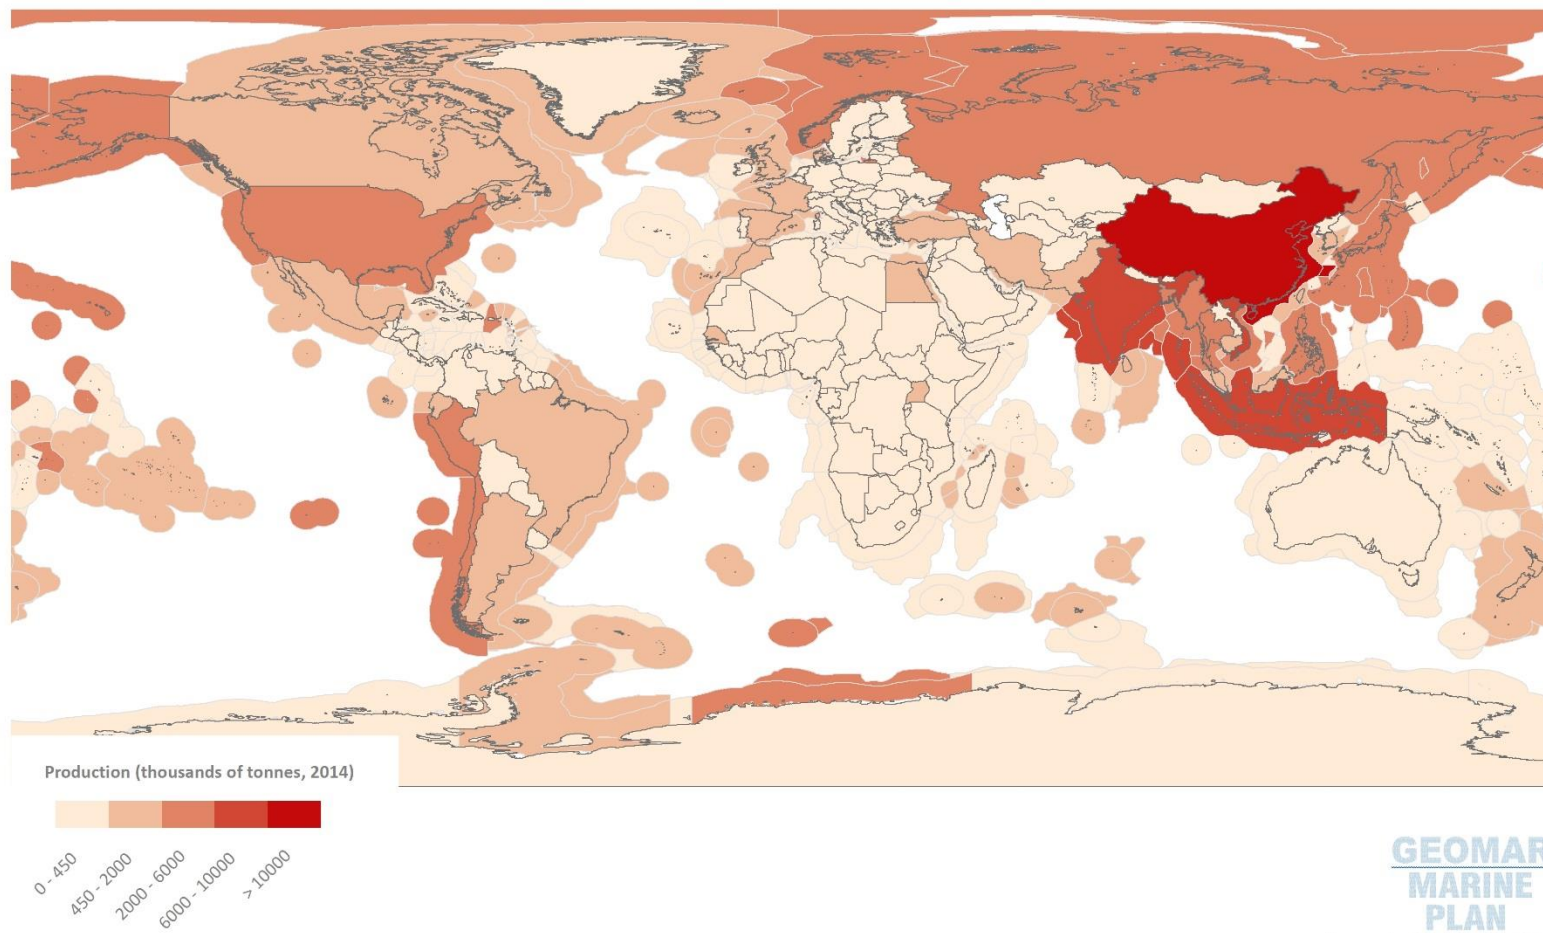 Production (thousands of tonnes, 2014)
0 - 450
450 - 2000
2000 - 6000
6000 - 10000
> 10000
GEOMAR
MARINE
PLAN